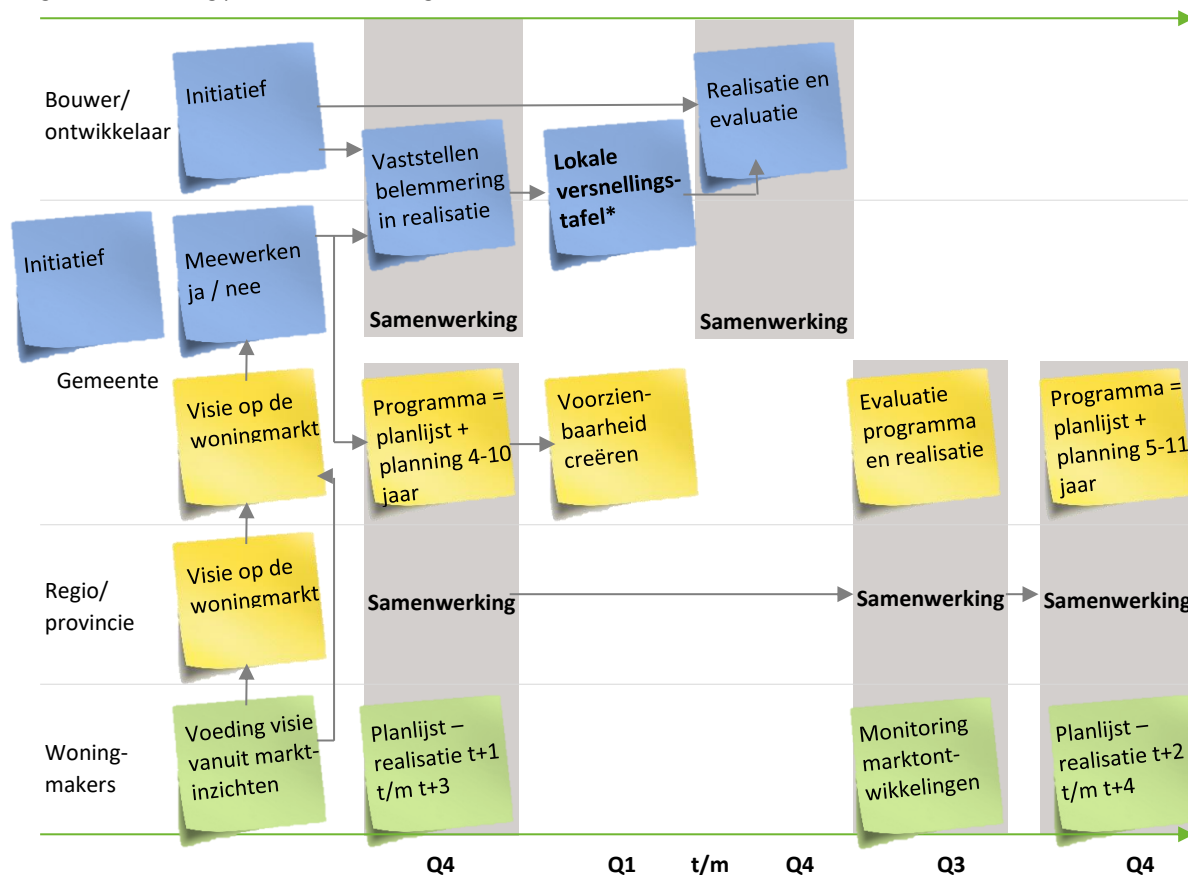 Bouwer/
ontwikkelaar
Initiatief
Vaststellen
belemmering
in realisatie
Lokale
versnellings-
tafel*
Realisatie en
evaluatie
Initiatief
Meewerken
ja / nee
Samenwerking
Samenwerking
Gemeente
Visie op de
woningmarkt
Programma =
planlijst +
planning 4-10
jaar
Voorzien-
baarheid
creëren
Evaluatie
programma
en realisatie
Programma =
planlijst +
planning 5-11
jaar
Regio/
provincie
Visie op de
woningmarkt
Samenwerking
Samenwerking
Samenwerking
Woning-
makers
Voeding visie
vanuit markt-
inzichten
Planlijst –
realisatie t+1
t/m t+3
Monitoring
marktont-
wikkelingen
Planlijst –
realisatie t+2
t/m t+4
Q4 Q1 t/m Q4 Q3 Q4